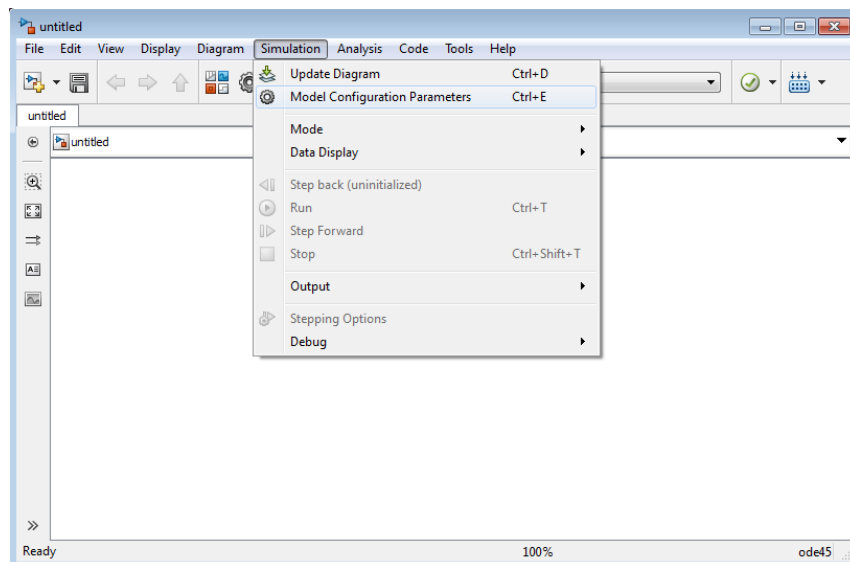 untitled
File Edit View Display Diagram Simulation Analysis Code Tools Help
Update Diagram Ctrl+D
Model Configuration Parameters Ctrl+E
untitled
untitled
Mode
Data Display
Step back (uninitialized)
Run Ctrl+T
Step Forward
Stop Ctrl+Shift+T
Output
Stepping Options
Debug
Ready 100% ode45